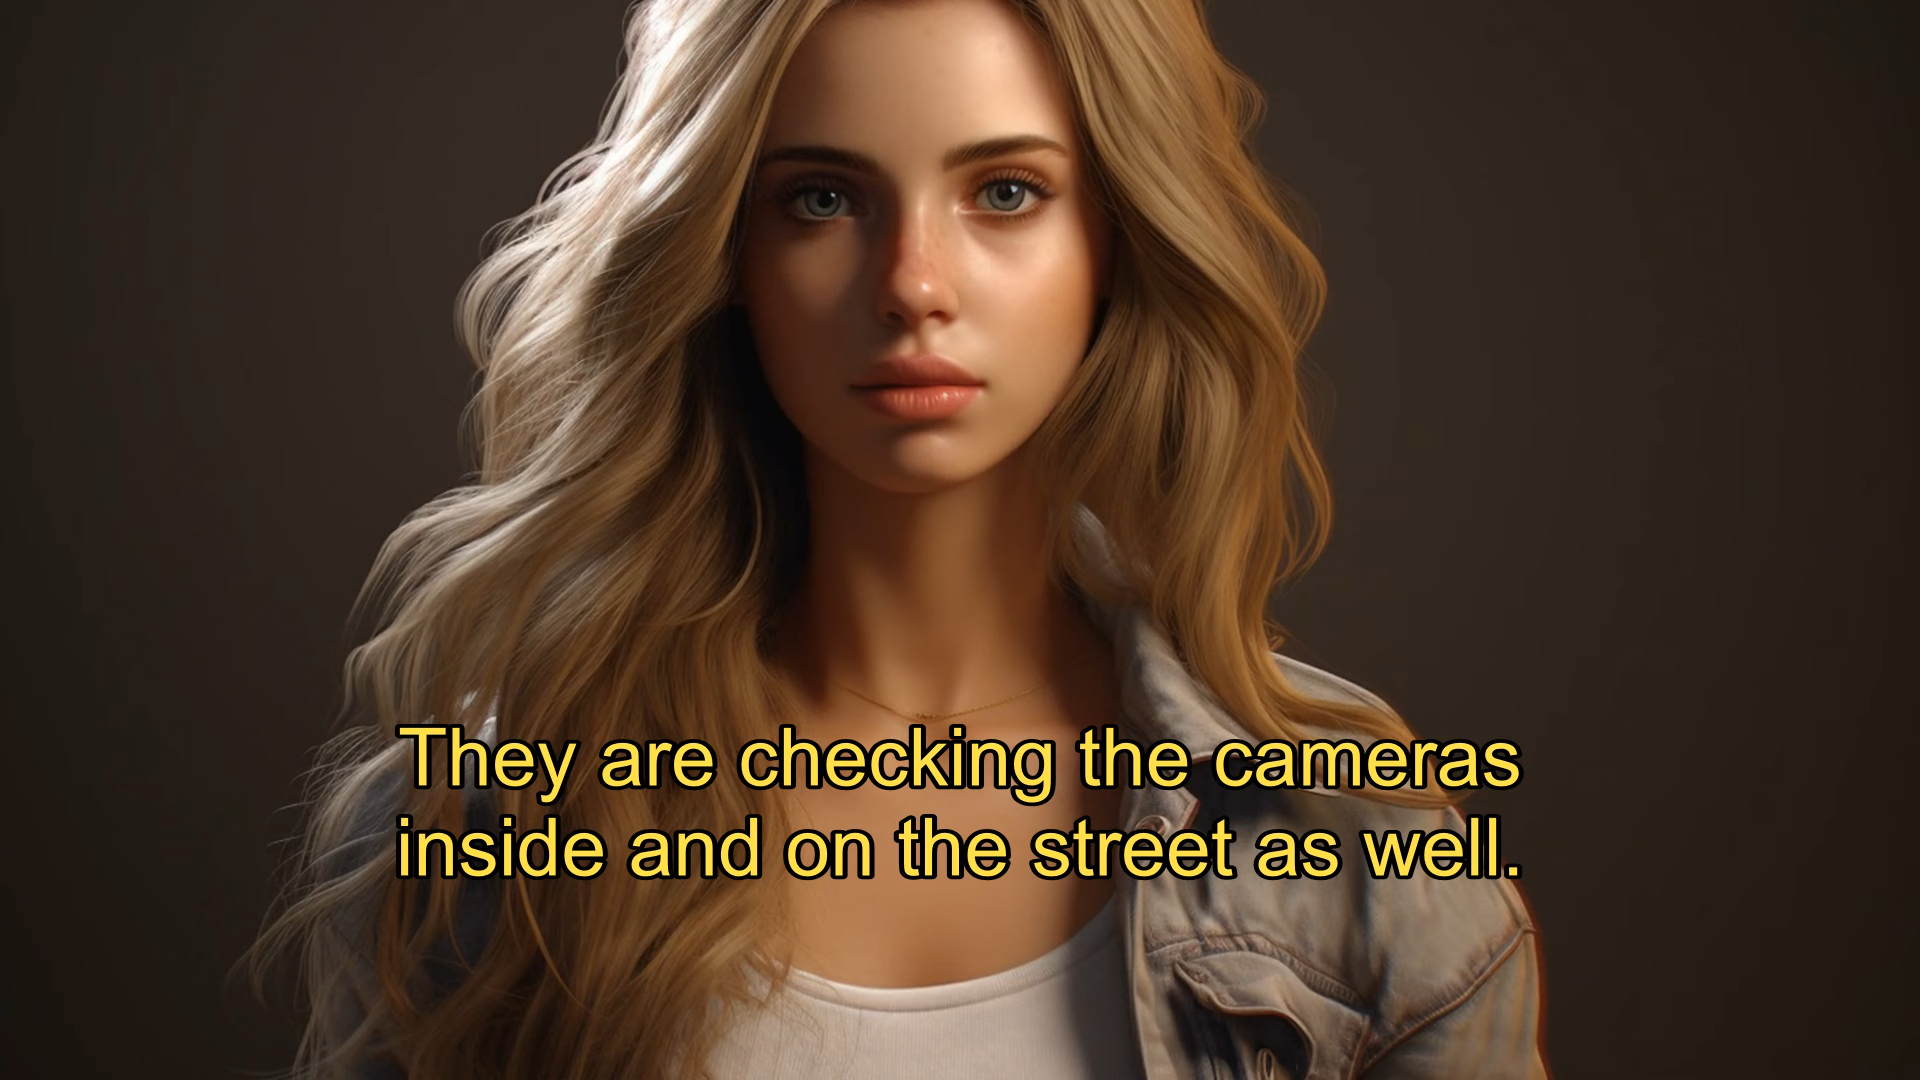 They are checking the cameras
inside and on the street as well.